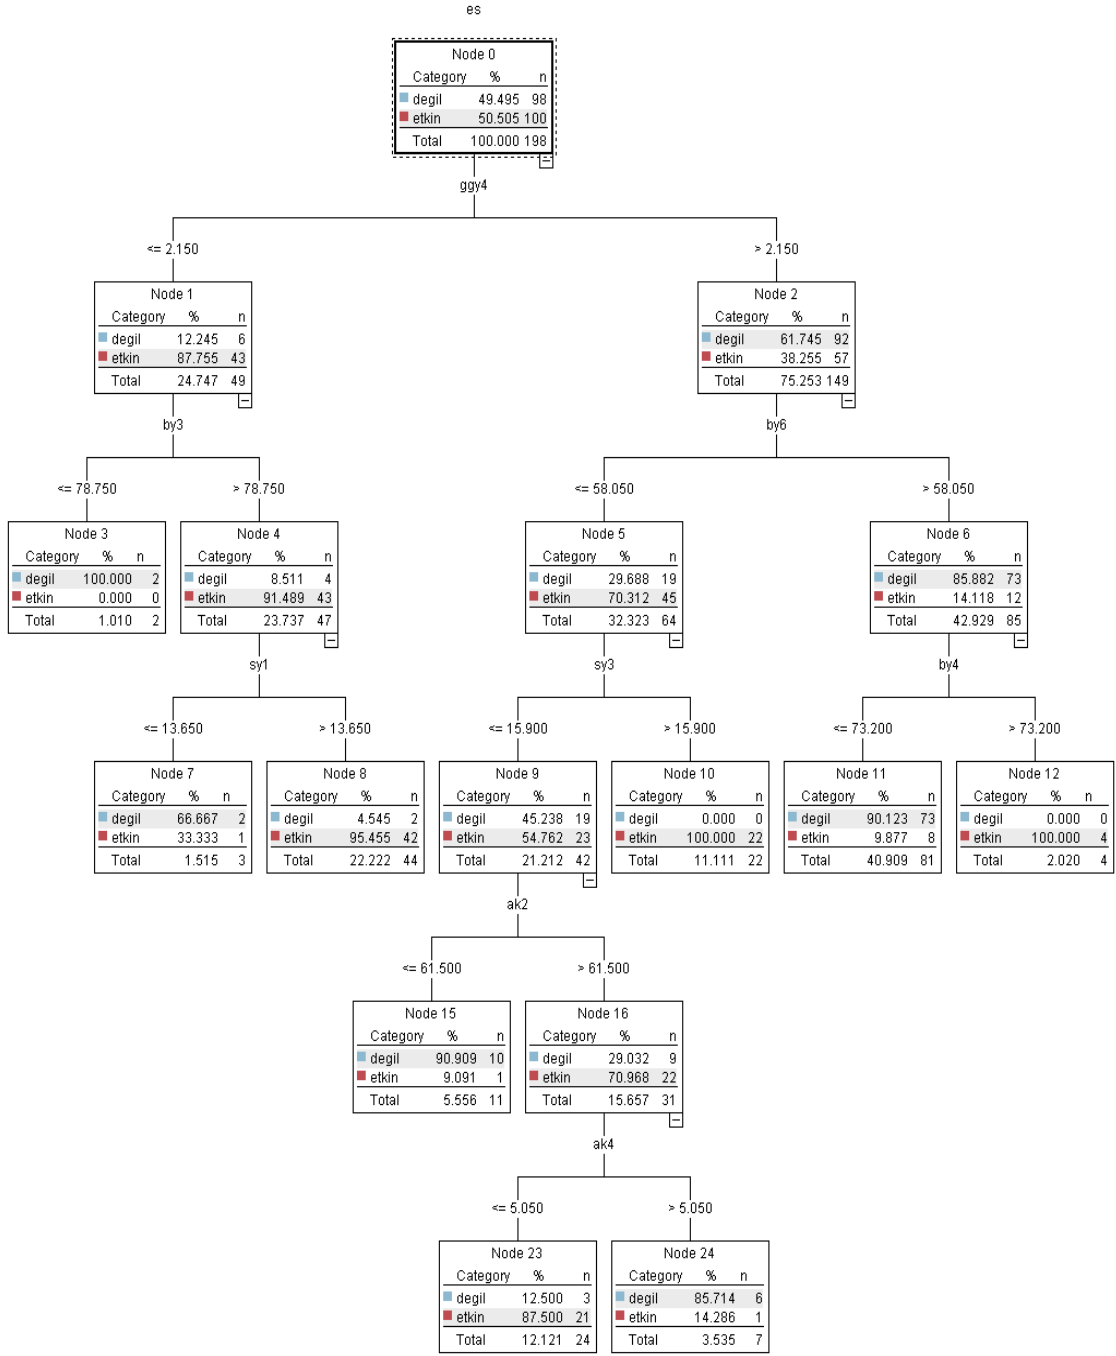 es
Node 0
Category % n
degil 49.495 98
etkin 50.505 100
Total 100.000 198
ggy4
<= 2.150
> 2.150
Node 1
Category % n
degil 12.245 6
etkin 87.755 43
Total 24.747 49
Node 2
Category % n
degil 61.745 92
etkin 38.255 57
Total 75.253 149
by3
by6
<= 78.750
> 78.750
<= 58.050
> 58.050
Node 3
Category % n
degil 100.000 2
etkin 0.000 0
Total 1.010 2
Node 4
Category % n
degil 8.511 4
etkin 91.489 43
Total 23.737 47
Node 5
Category % n
degil 29.688 19
etkin 70.312 45
Total 32.323 64
Node 6
Category % n
degil 85.882 73
etkin 14.118 12
Total 42.929 85
sy1
sy3
by4
<= 13.650
> 13.650
<= 15.900
> 15.900
<= 73.200
> 73.200
Node 7
Category % n
degil 66.667 2
etkin 33.333 1
Total 1.515 3
Node 8
Category % n
degil 4.545 2
etkin 95.455 42
Total 22.222 44
Node 9
Category % n
degil 45.238 19
etkin 54.762 23
Total 21.212 42
Node 10
Category % n
degil 0.000 0
etkin 100.000 22
Total 11.111 22
Node 11
Category % n
degil 90.123 73
etkin 9.877 8
Total 40.909 81
Node 12
Category % n
degil 0.000 0
etkin 100.000 4
Total 2.020 4
ak2
<= 61.500
> 61.500
Node 15
Category % n
degil 90.909 10
etkin 9.091 1
Total 5.556 11
Node 16
Category % n
degil 29.032 9
etkin 70.968 22
Total 15.657 31
ak4
<= 5.050
> 5.050
Node 23
Category % n
degil 12.500 3
etkin 87.500 21
Total 12.121 24
Node 24
Category % n
degil 85.714 6
etkin 14.286 1
Total 3.535 7